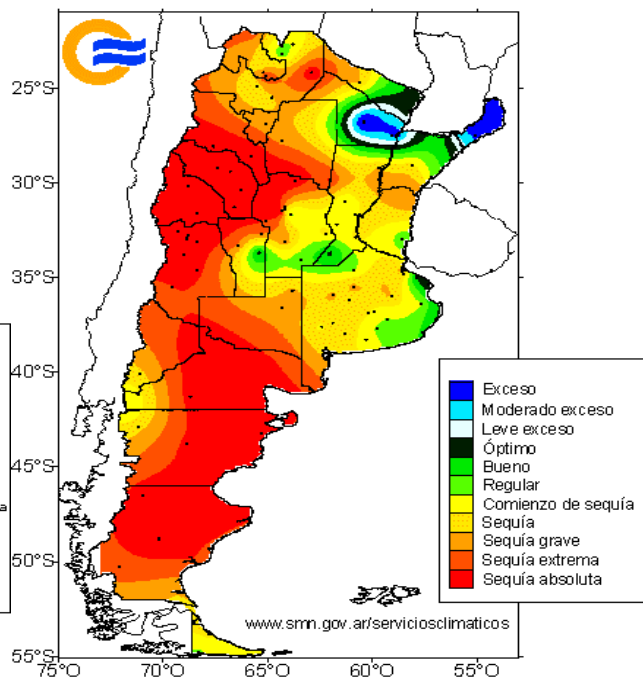 25°S
30°S
35°S
40°S
45°S
50°S
55°S
75°O
70°O
65°O
60°O
55°O
Exceso
Moderado exceso
Leve exceso
Óptimo
Bueno
Regular
Comienzo de sequía
Sequía
Sequía grave
Sequía extrema
Sequía absoluta
www.smn.gov.ar/serviciosclimaticos